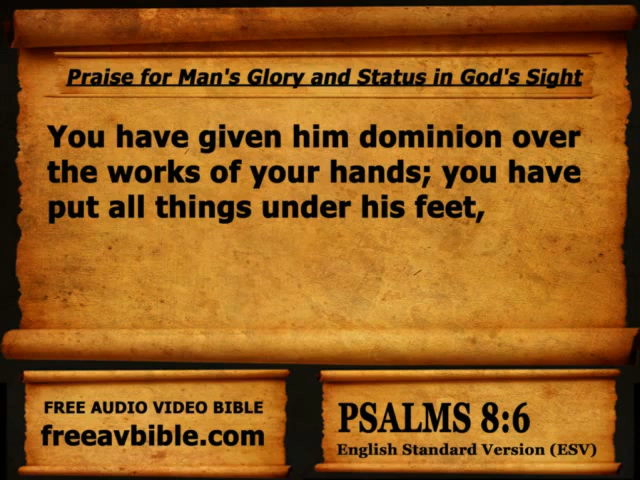 Praise for Man's Glory and Status in God's Sight
You have given him dominion over
the works of your hands; you have
put all things under his feet,
FREE AUDIO VIDEO BIBLE
freeavbible.com
PSALMS 8:6
English Standard Version (ESV)